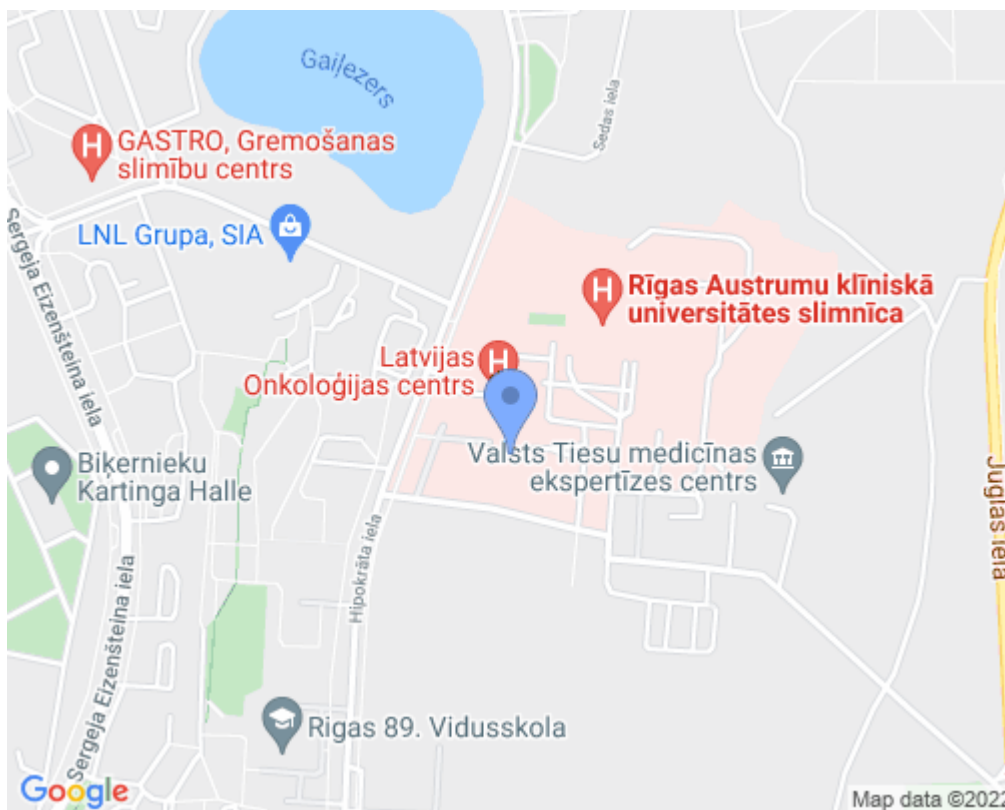 Gaiļezers
Sedas iela
GASTRO, Gremošanas
slimību centrs
Sergeja Eizenšteina iela
LNL Grupa, SIA
Rīgas Austrumu klīniskā
universitātes slimnīca
Latvijas
Onkoloģijas centrs
Valsts Tiesu medicīnas
ekspertīzes centrs
Biķernieku
Kartinga Halle
Juglas iela
Hipokrāta iela
Sergeja Eizenšteina iela
Rigas 89. Vidusskola
Google
Map data ©2021